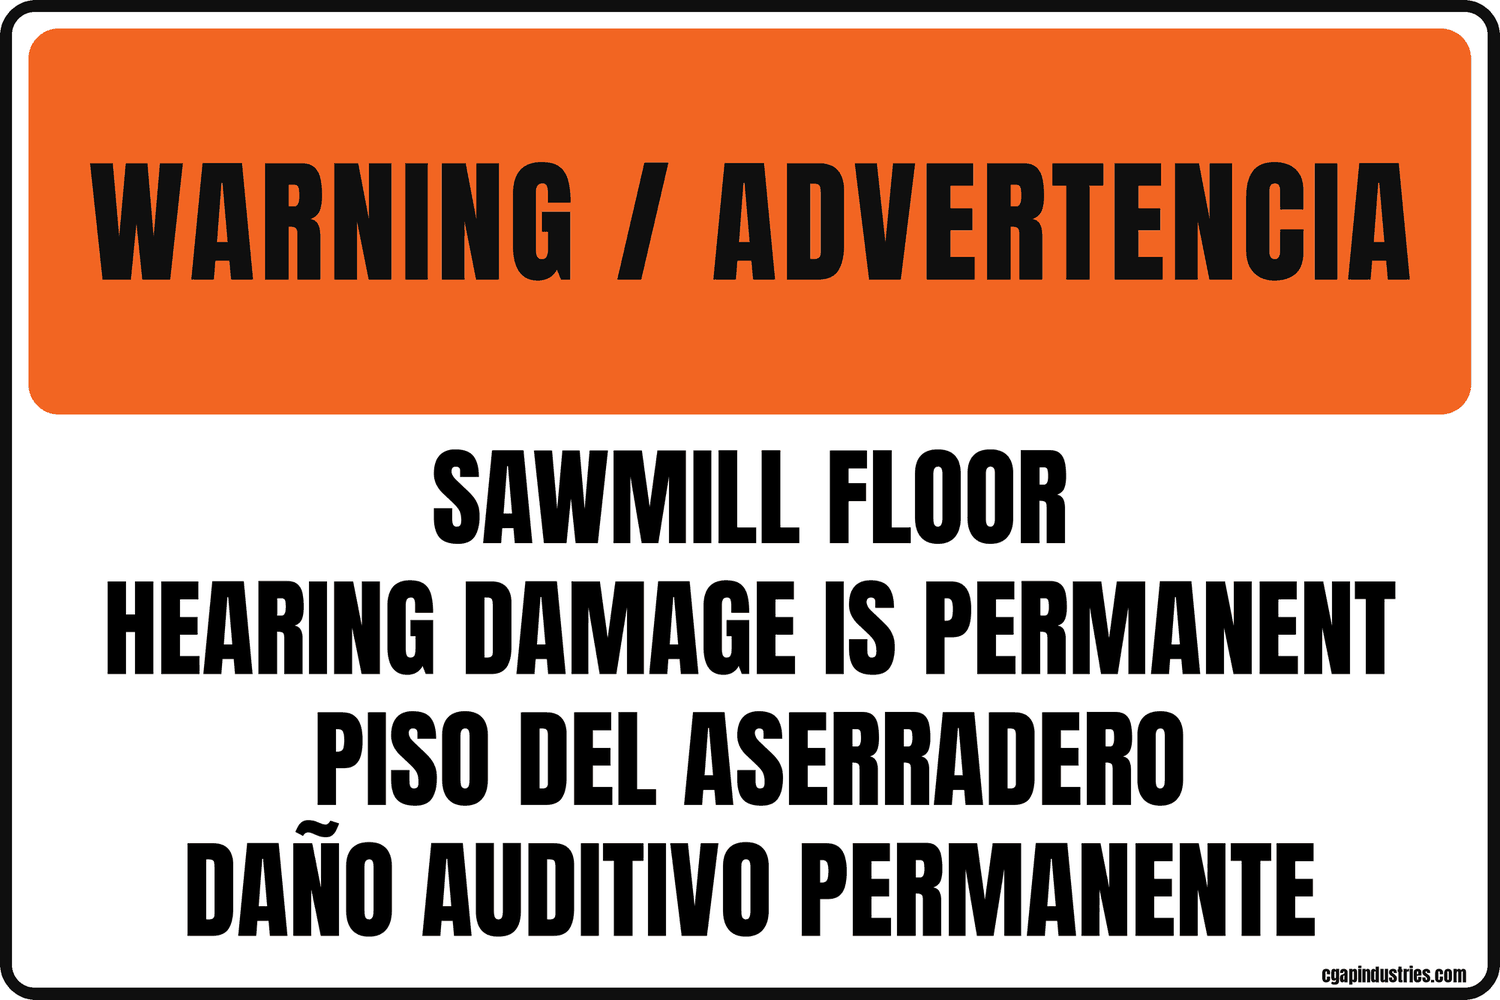 WARNING / ADVERTENCIA
SAWMILL FLOOR
HEARING DAMAGE IS PERMANENT
PISO DEL ASERRADERO
DAÑO AUDITIVO PERMANENTE
cgapindustries.com